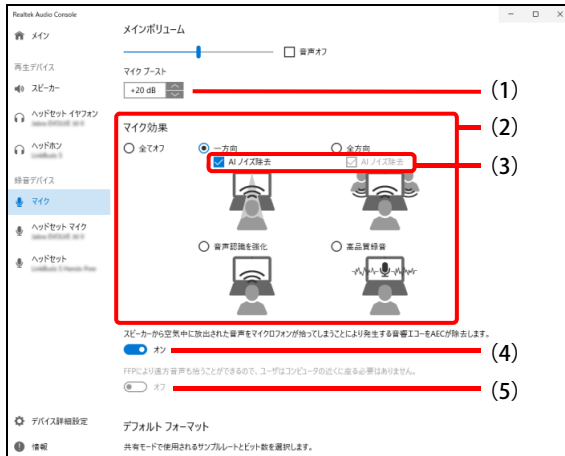 Realtek Audio Console
メイン
再生デバイス
スピーカー
ヘッドセット イヤフォン
ヘッドホン
録音デバイス
マイク
ヘッドセット マイク
ヘッドセット
デバイス詳細設定
情報
メインボリューム
音声オフ
マイク ブースト
+20 dB
(1)
マイク効果
(2)
全てオフ
一方向
全方向
AI ノイズ除去
AI ノイズ除去
(3)
音声認識を強化
高品質録音
スピーカーから空気中に放出された音声をマイクロフォンが拾ってしまうことにより発生する音響エコーをAECが除去します。
オン
(4)
FFPにより遠方音声も拾うことができるので、ユーザはコンピュータの近くに座る必要はありません。
オフ
(5)
デフォルト フォーマット
共有モードで使用されるサンプルレートとビット数を選択します。